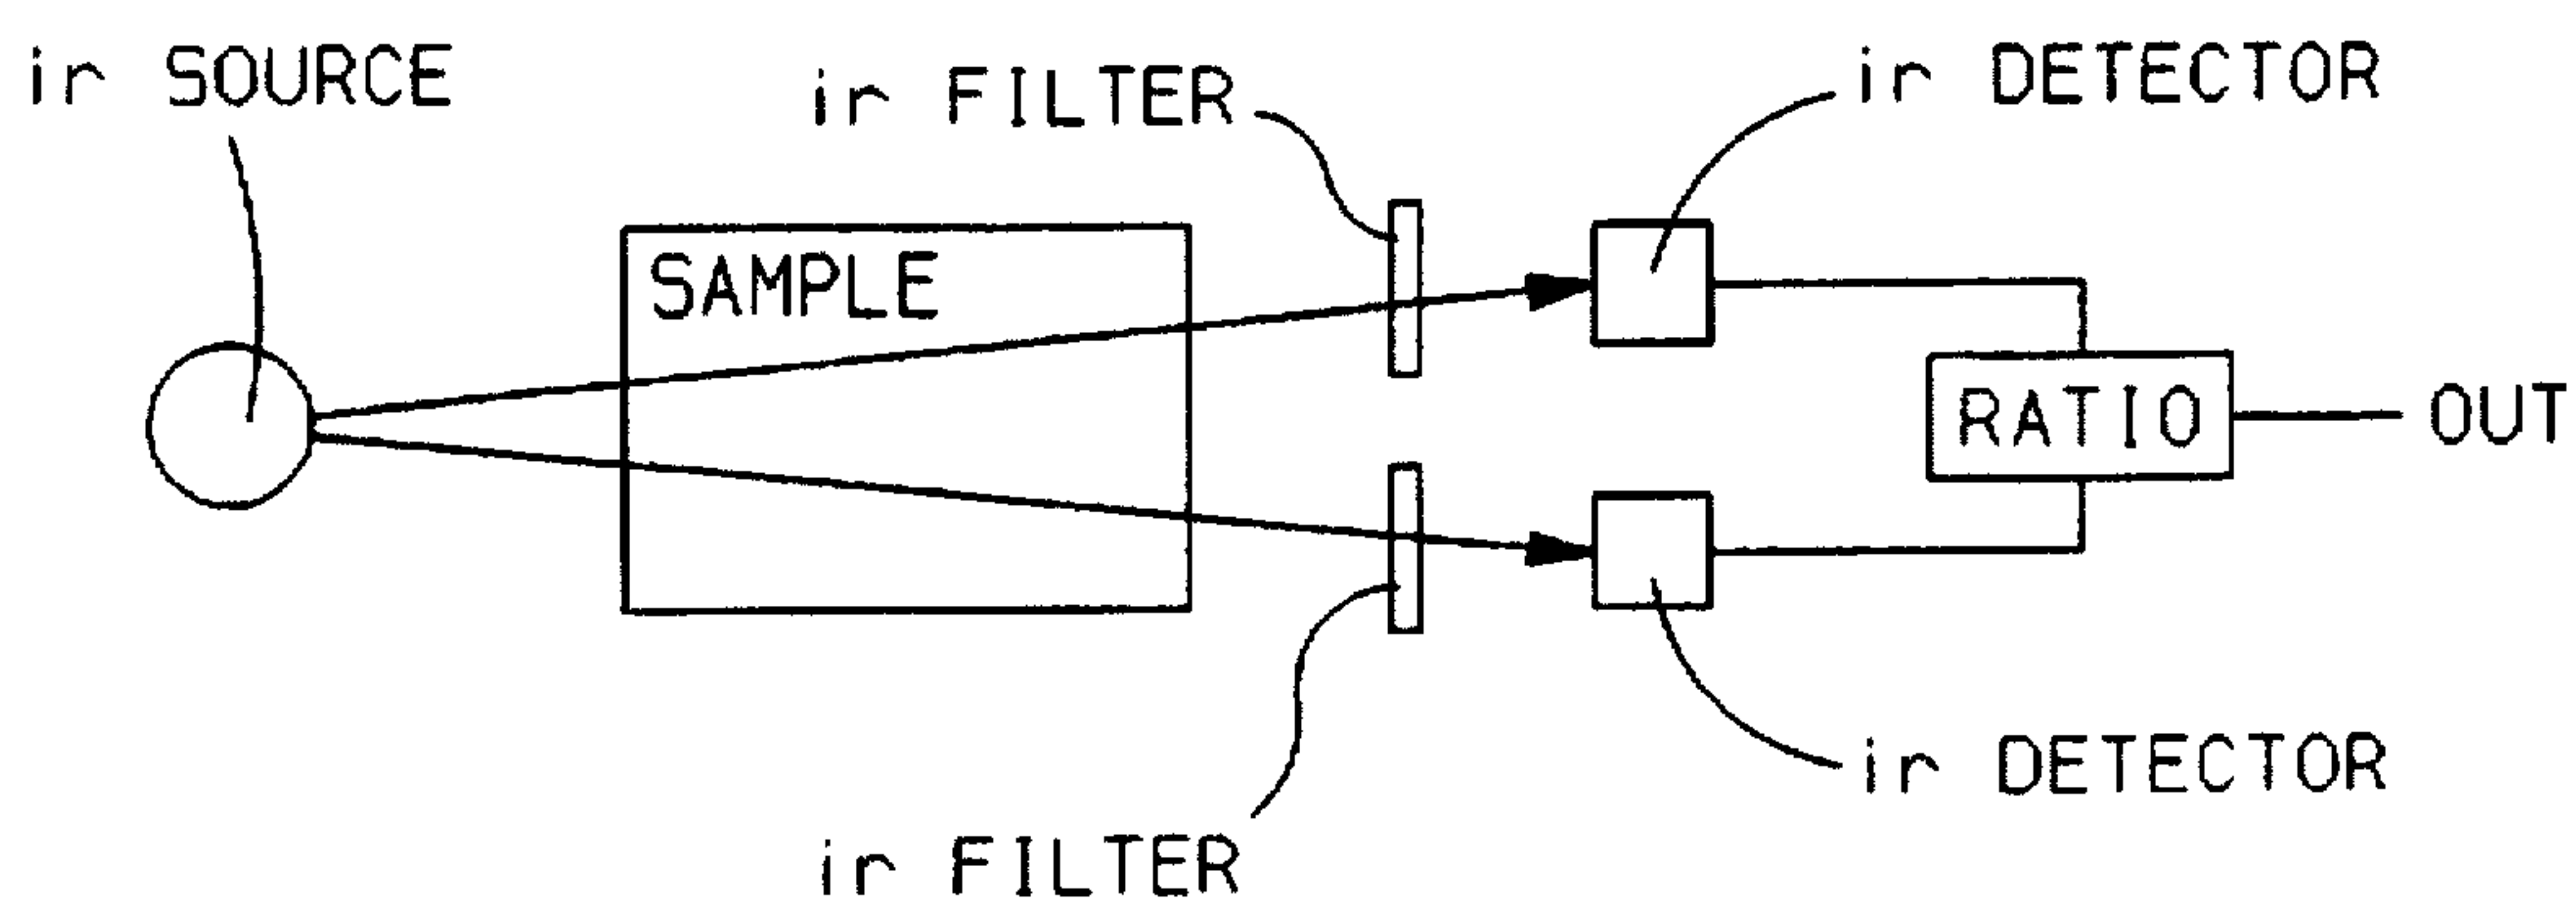 ir SOURCE
ir FILTER
ir DETECTOR
SAMPLE
RATIO
OUT
ir DETECTOR
ir FILTER